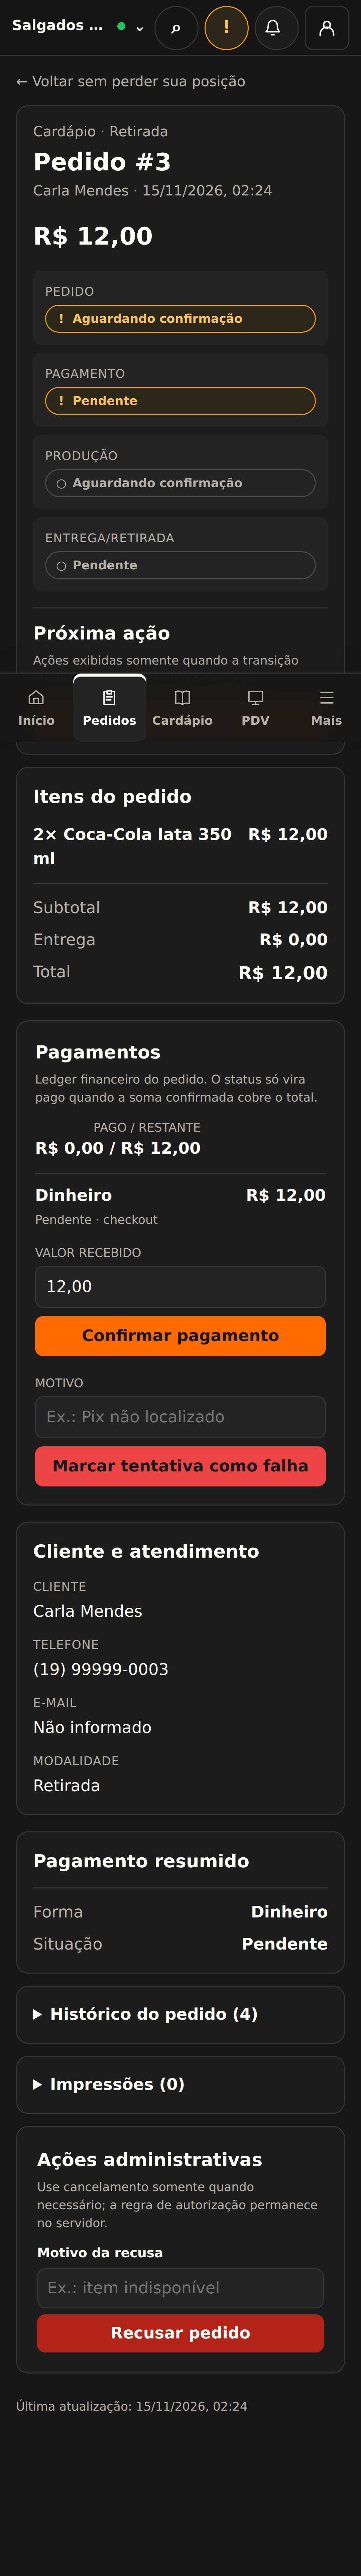 Salgados ...
!
← Voltar sem perder sua posição
Cardápio · Retirada
Pedido #3
Carla Mendes · 15/11/2026, 02:24
R$ 12,00
PEDIDO
! Aguardando confirmação
PAGAMENTO
! Pendente
PRODUÇÃO
○ Aguardando confirmação
ENTREGA/RETIRADA
○ Pendente
Próxima ação
Ações exibidas somente quando a transição
Início
Pedidos
Cardápio
PDV
Mais
Itens do pedido
2× Coca-Cola lata 350 R$ 12,00
ml
Subtotal R$ 12,00
Entrega R$ 0,00
Total R$ 12,00
Pagamentos
Ledger financeiro do pedido. O status só vira
pago quando a soma confirmada cobre o total.
PAGO / RESTANTE
R$ 0,00 / R$ 12,00
Dinheiro R$ 12,00
Pendente · checkout
VALOR RECEBIDO
12,00
Confirmar pagamento
MOTIVO
Ex.: Pix não localizado
Marcar tentativa como falha
Cliente e atendimento
CLIENTE
Carla Mendes
TELEFONE
(19) 99999-0003
E-MAIL
Não informado
MODALIDADE
Retirada
Pagamento resumido
Forma Dinheiro
Situação Pendente
▶ Histórico do pedido (4)
▶ Impressões (0)
Ações administrativas
Use cancelamento somente quando
necessário; a regra de autorização permanece
no servidor.
Motivo da recusa
Ex.: item indisponível
Recusar pedido
Última atualização: 15/11/2026, 02:24